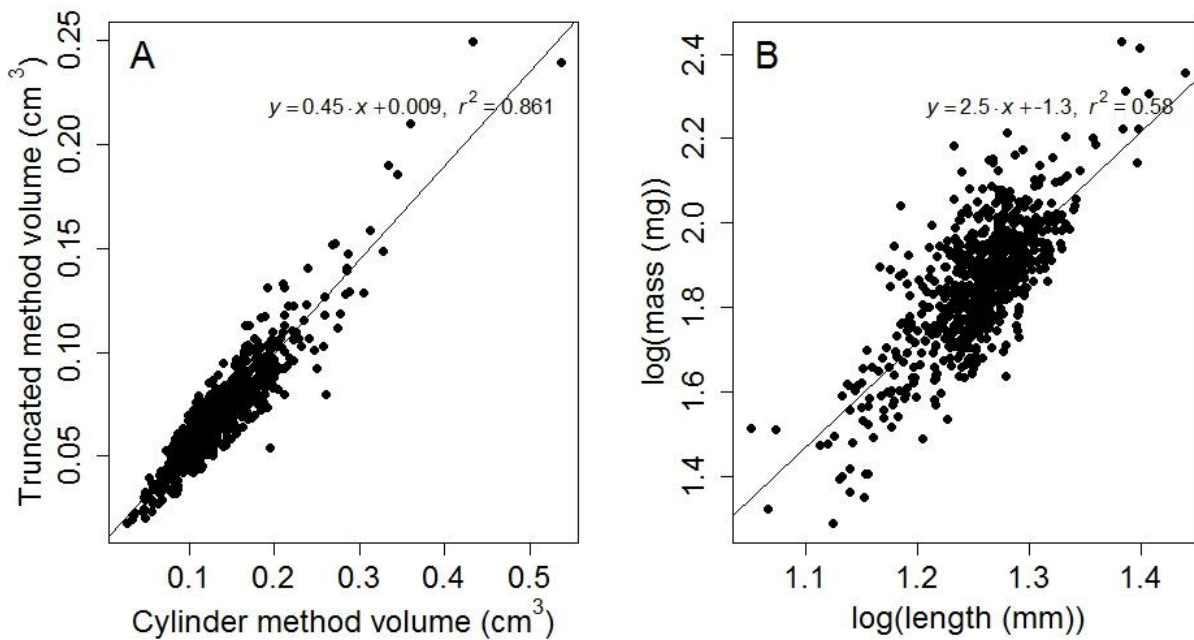 A
y = 0.45 · x + 0.009, r² = 0.861
Truncated method volume (cm³)
0.25
0.20
0.15
0.10
0.05
0.1 0.2 0.3 0.4 0.5
Cylinder method volume (cm³)
B
y = 2.5 · x + -1.3, r² = 0.58
log(mass (mg))
2.4
2.2
2.0
1.8
1.6
1.4
1.1 1.2 1.3 1.4
log(length (mm))